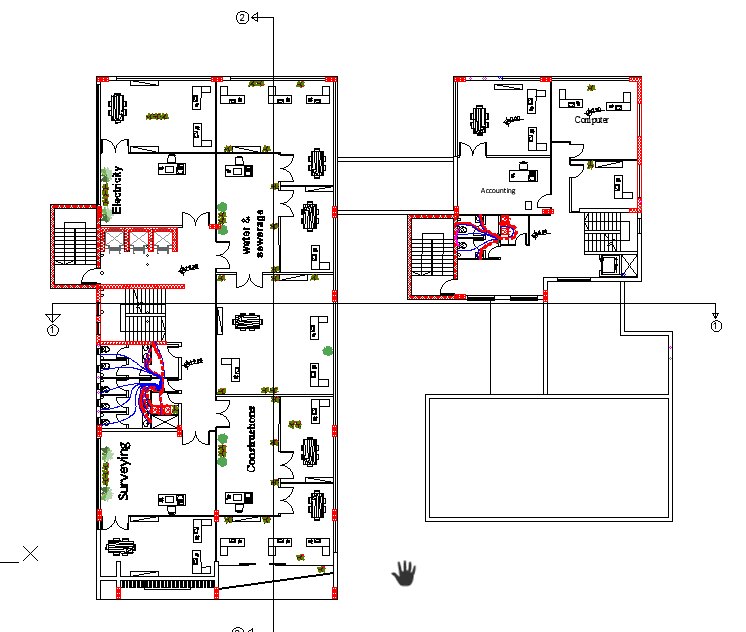 2
Computer
Electricity
Accounting
water &
sewerage
1
1
Constructions
Surveying